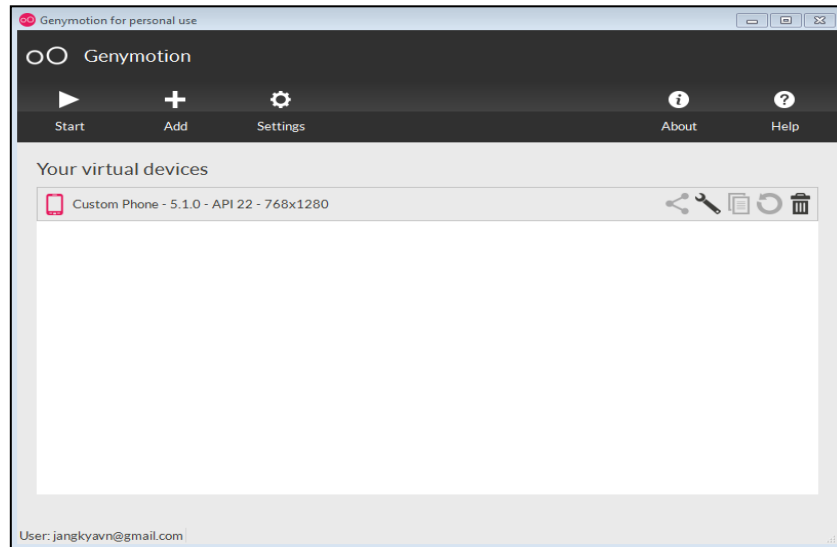 Genymotion for personal use
Genymotion
Start Add Settings About Help
Your virtual devices
Custom Phone - 5.1.0 - API 22 - 768x1280
User: jangkyavn@gmail.com